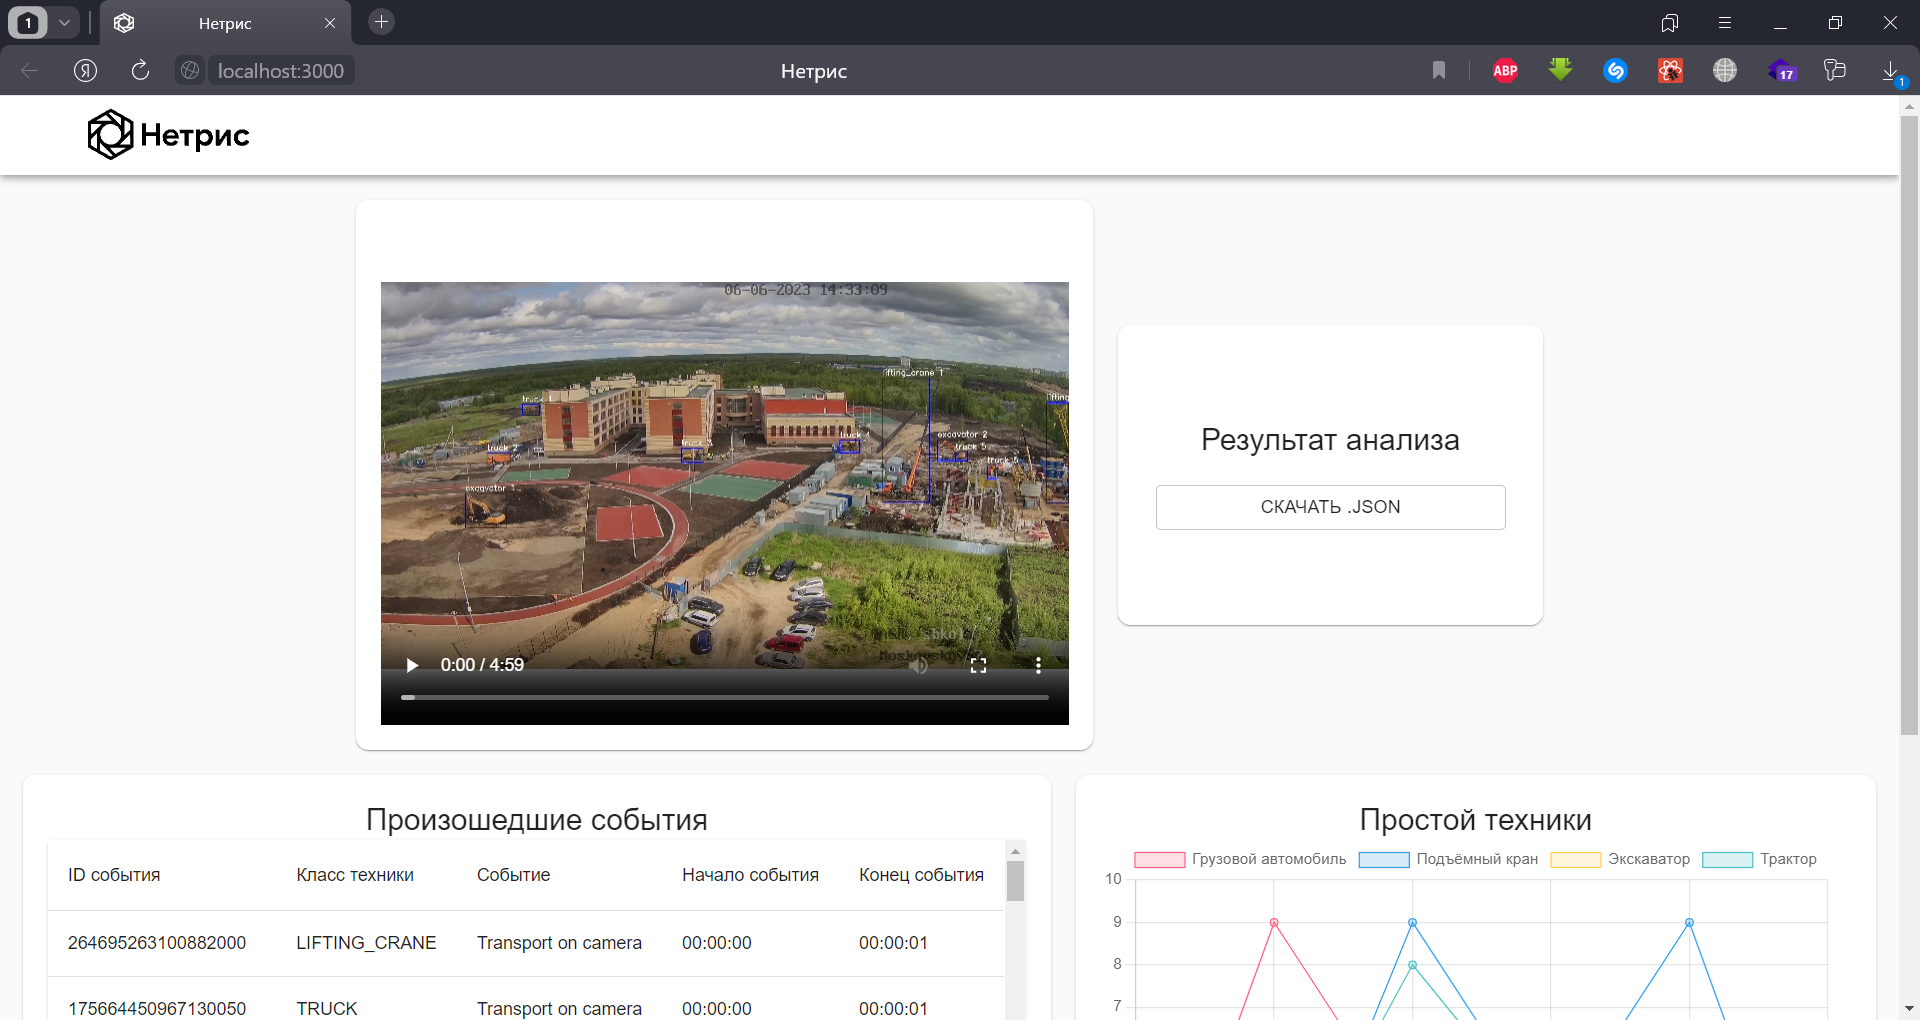 1
Нетрис
localhost:3000
Нетрис
ABP
17
1
Нетрис
06-06-2023 14:33:09
lifting_crane 1
truck 1
truck 2
truck 3
truck 4
excavator 2
truck 5
excavator 1
0:00 / 4:59
Результат анализа
СКАЧАТЬ .JSON
Произошедшие события
ID события Класс техники Событие Начало события Конец события
264695263100882000 LIFTING_CRANE Transport on camera 00:00:00 00:00:01
175664450967130050 TRUCK Transport on camera 00:00:00 00:00:01
Простой техники
Грузовой автомобиль Подъёмный кран Экскаватор Трактор
10
9
8
7